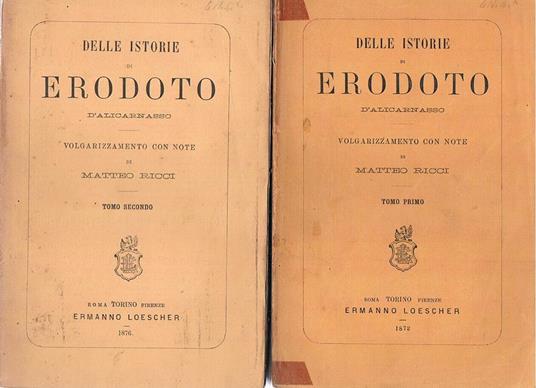 DELLE ISTORIE
DI
ERODOTO
D'ALICARNASSO
VOLGARIZZAMENTO CON NOTE
DI
MATTEO RICCI
TOMO SECONDO
ROMA TORINO FIRENZE
ERMANNO LOESCHER
1876.
DELLE ISTORIE
DI
ERODOTO
D'ALICARNASSO
VOLGARIZZAMENTO CON NOTE
DI
MATTEO RICCI
TOMO PRIMO
ROMA TORINO FIRENZE
ERMANNO LOESCHER
1872